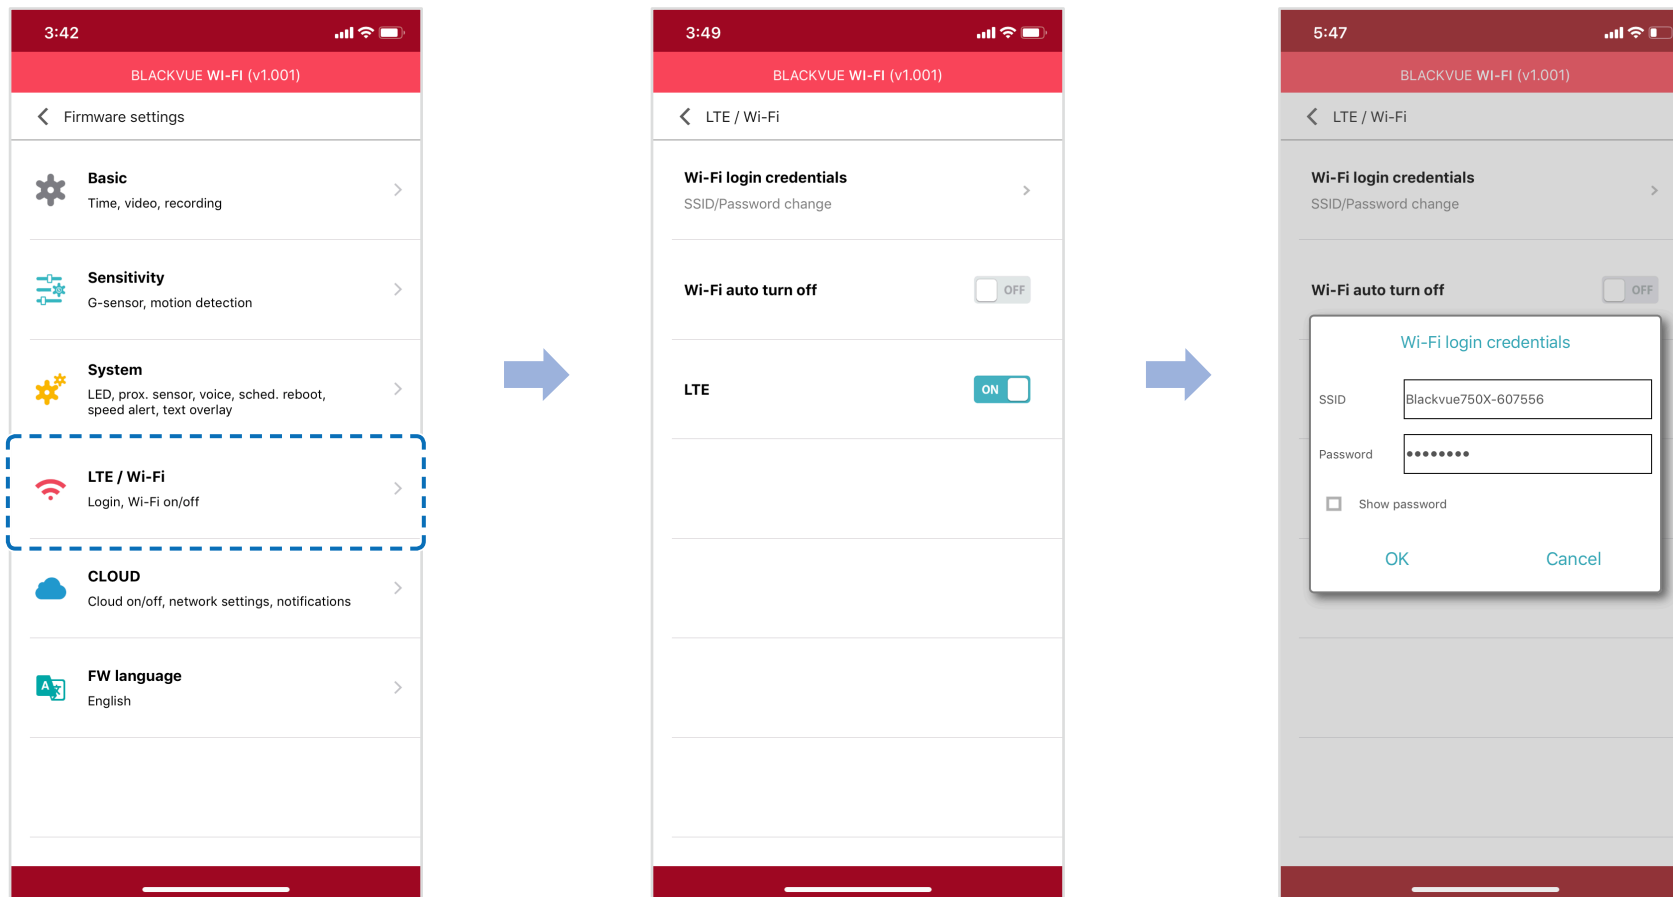 3:42
BLACKVUE WI-FI (v1.001)
Firmware settings
Basic
Time, video, recording
Sensitivity
G-sensor, motion detection
System
LED, prox. sensor, voice, sched. reboot,
speed alert, text overlay
LTE / Wi-Fi
Login, Wi-Fi on/off
CLOUD
Cloud on/off, network settings, notifications
A
FW language
English
3:49
BLACKVUE WI-FI (v1.001)
LTE / Wi-Fi
Wi-Fi login credentials
SSID/Password change
Wi-Fi auto turn off
OFF
LTE
ON
5:47
BLACKVUE WI-FI (v1.001)
LTE / Wi-Fi
Wi-Fi login credentials
SSID/Password change
Wi-Fi auto turn off
OFF
Wi-Fi login credentials
SSID
Blackvue750X-607556
Password
••••••••
Show password
OK
Cancel